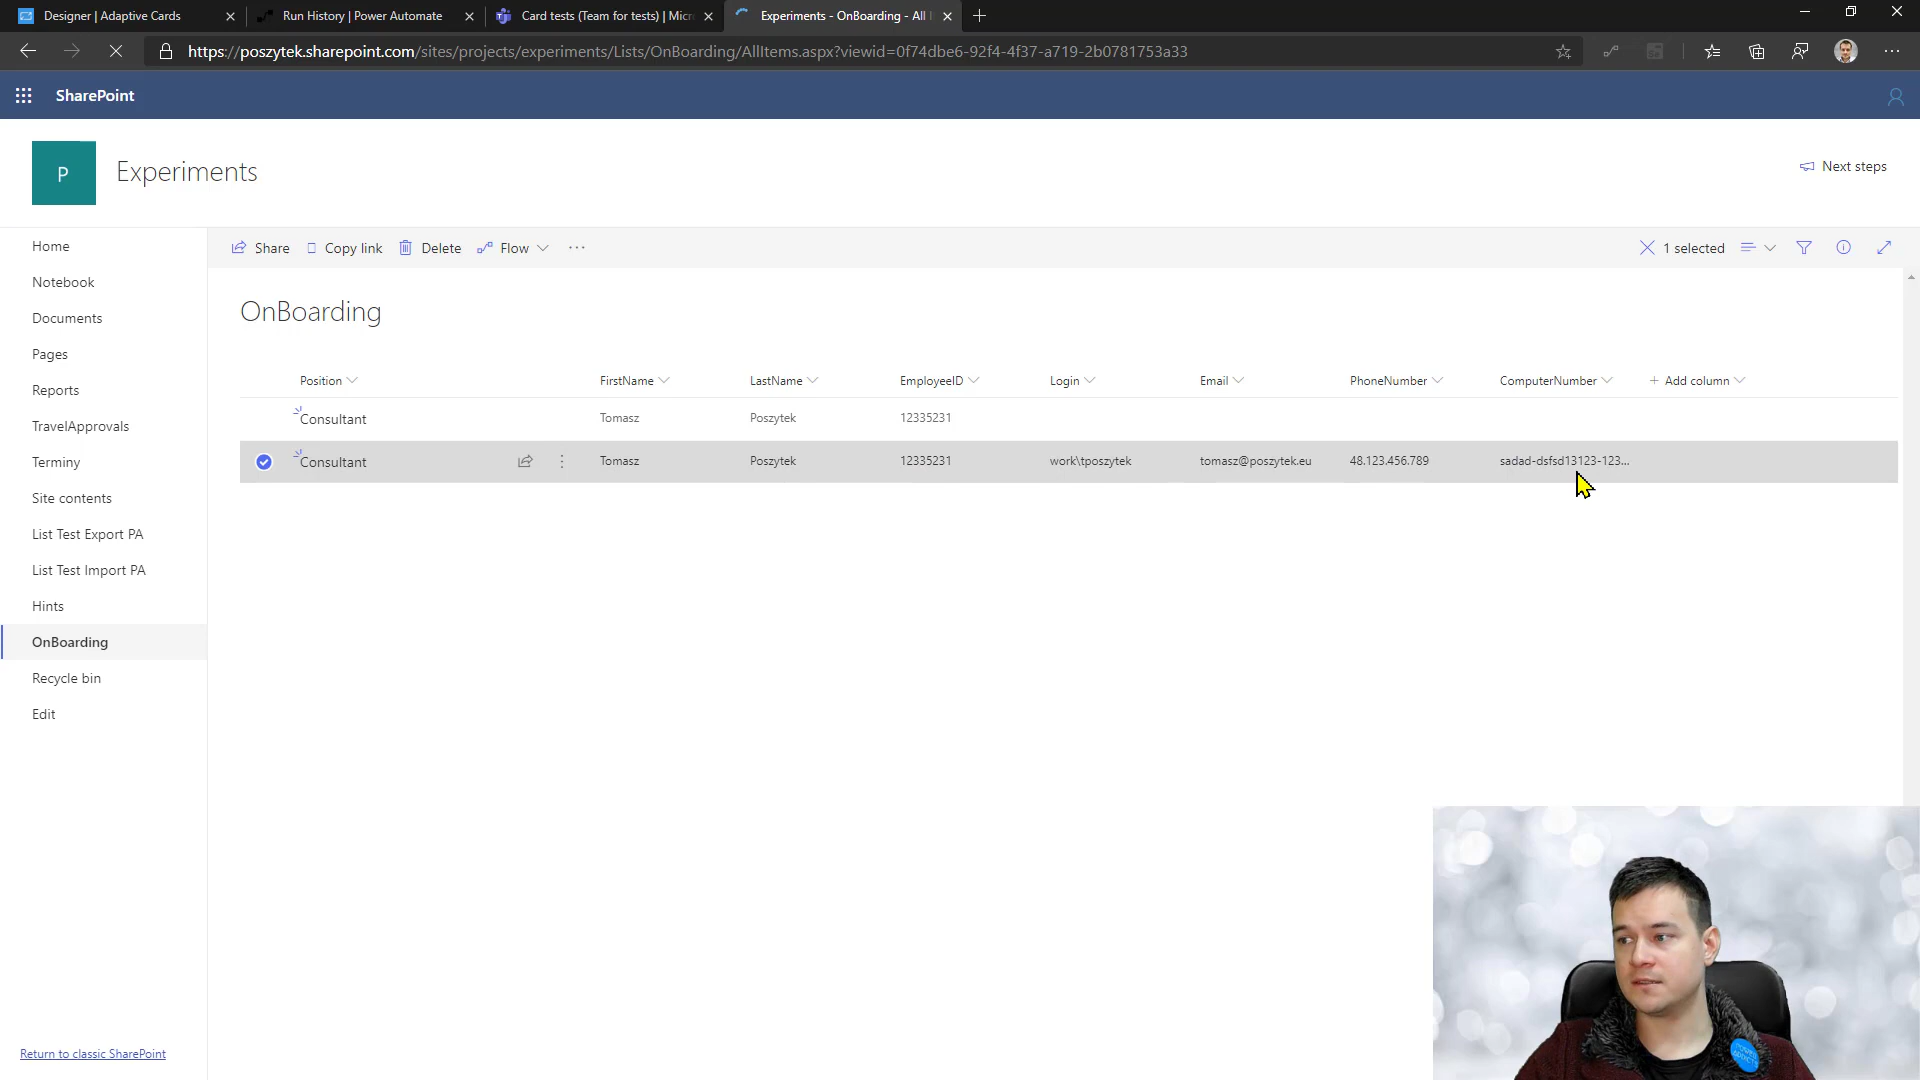 Designer | Adaptive Cards
Run History | Power Automate
Card tests (Team for tests) | Micr
Experiments - OnBoarding - All I
https://poszytek.sharepoint.com/sites/projects/experiments/Lists/OnBoarding/AllItems.aspx?viewid=0f74dbe6-92f4-4f37-a719-2b0781753a33
SharePoint
P
Experiments
Next steps
Home
Notebook
Documents
Pages
Reports
TravelApprovals
Terminy
Site contents
List Test Export PA
List Test Import PA
Hints
OnBoarding
Recycle bin
Edit
Return to classic SharePoint
Share Copy link Delete Flow ...
1 selected
OnBoarding
Position FirstName LastName EmployeeID Login Email PhoneNumber ComputerNumber + Add column
Consultant Tomasz Poszytek 12335231
Consultant Tomasz Poszytek 12335231 work\tposzytek tomasz@poszytek.eu 48.123.456.789 sadad-dsfsd13123-123...